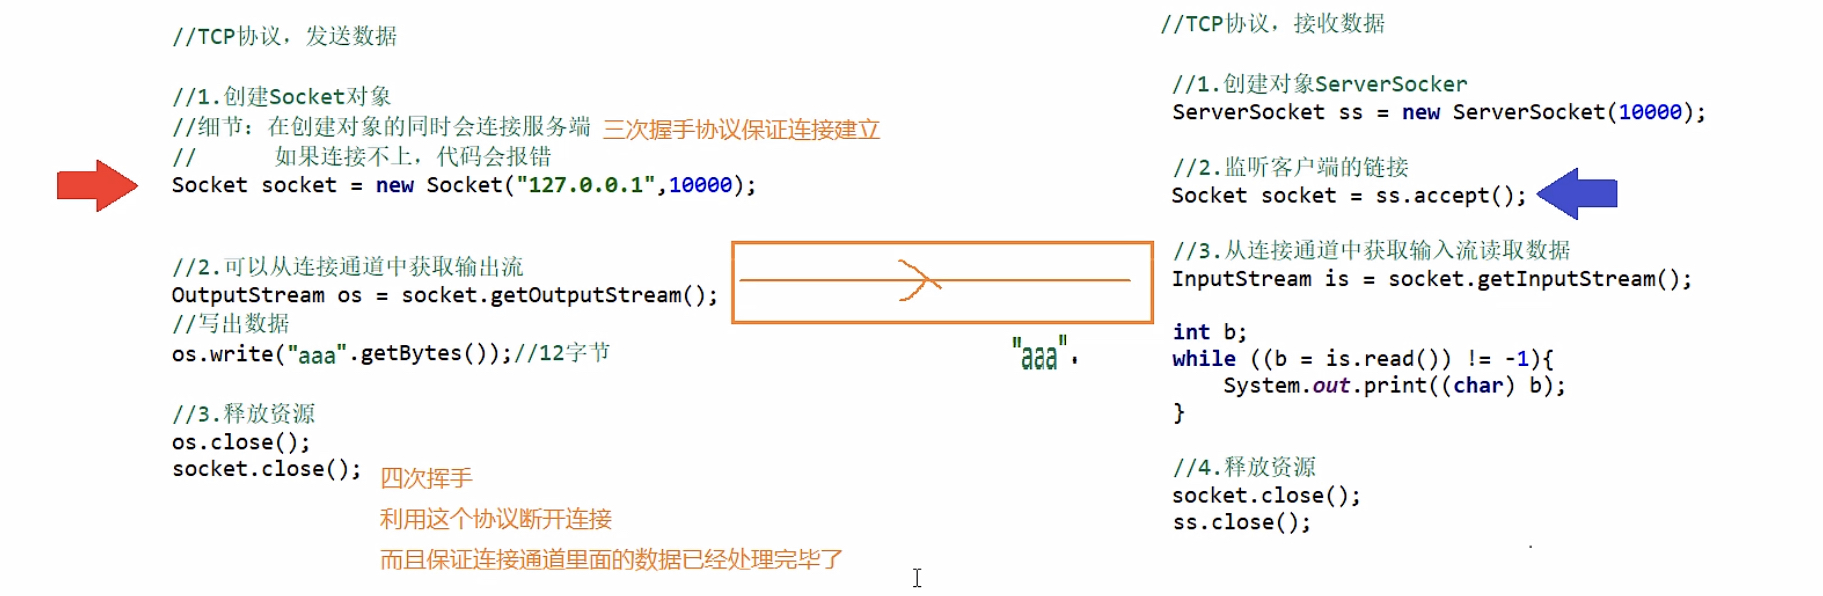 //TCP协议，发送数据
//1.创建Socket对象
//细节：在创建对象的同时会连接服务端 三次握手协议保证连接建立
// 如果连接不上，代码会报错
Socket socket = new Socket("127.0.0.1",10000);
//2.可以从连接通道中获取输出流
OutputStream os = socket.getOutputStream();
//写出数据
os.write("aaa".getBytes());//12字节
"aaa".
//3.释放资源
os.close();
socket.close();
四次挥手
利用这个协议断开连接
而且保证连接通道里面的数据已经处理完毕了
//TCP协议，接收数据
//1.创建对象ServerSocker
ServerSocket ss = new ServerSocket(10000);
//2.监听客户端的链接
Socket socket = ss.accept();
//3.从连接通道中获取输入流读取数据
InputStream is = socket.getInputStream();
int b;
while ((b = is.read()) != -1){
System.out.print((char) b);
}
//4.释放资源
socket.close();
ss.close();